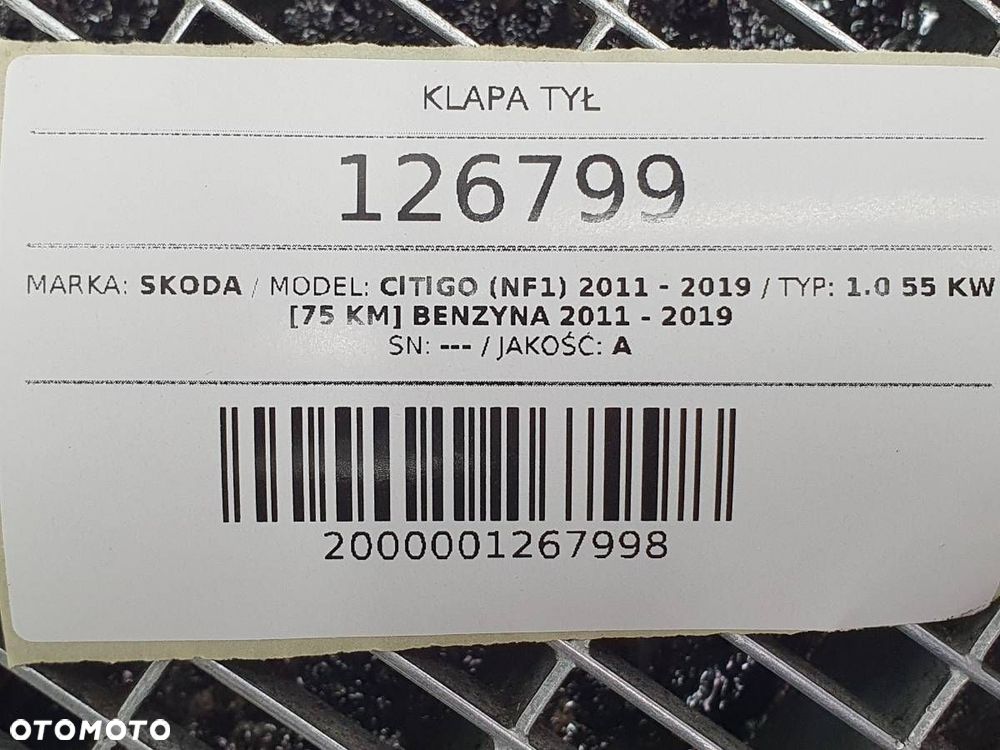 KLAPA TYŁ
126799
MARKA: SKODA / MODEL: CITIGO (NF1) 2011 - 2019 / TYP: 1.0 55 KW
[75 KM] BENZYNA 2011 - 2019
SN: --- / JAKOŚĆ: A
2000001267998
OTOMOTO